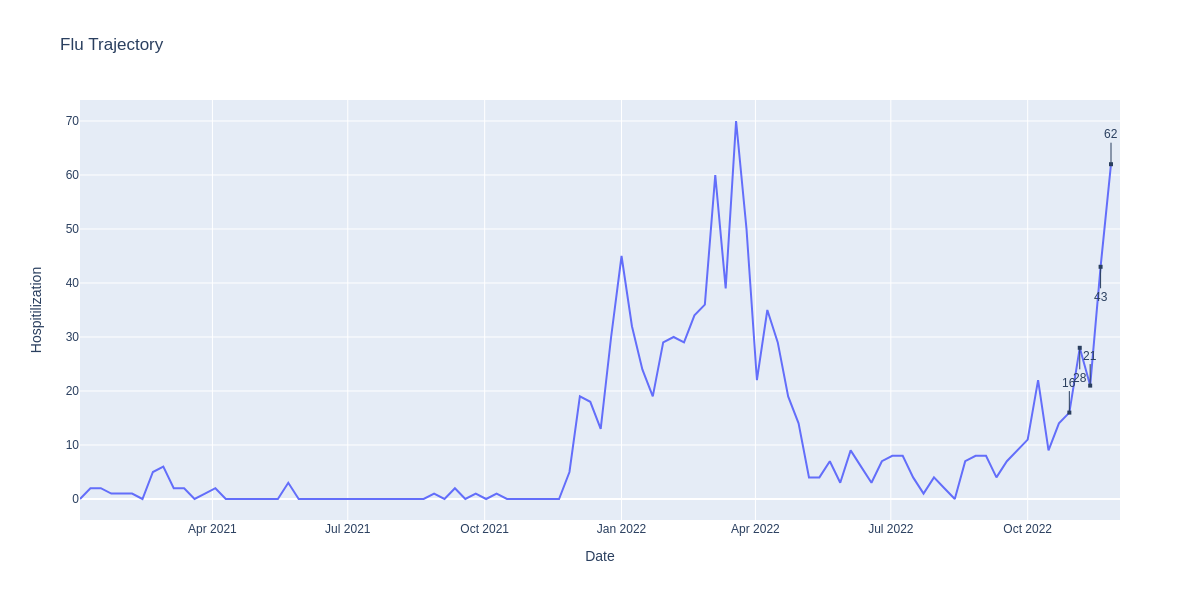 Flu Trajectory
70
60
50
40
30
20
10
0
Hospitilization
62
43
21
28
16
Apr 2021
Jul 2021
Oct 2021
Jan 2022
Apr 2022
Jul 2022
Oct 2022
Date